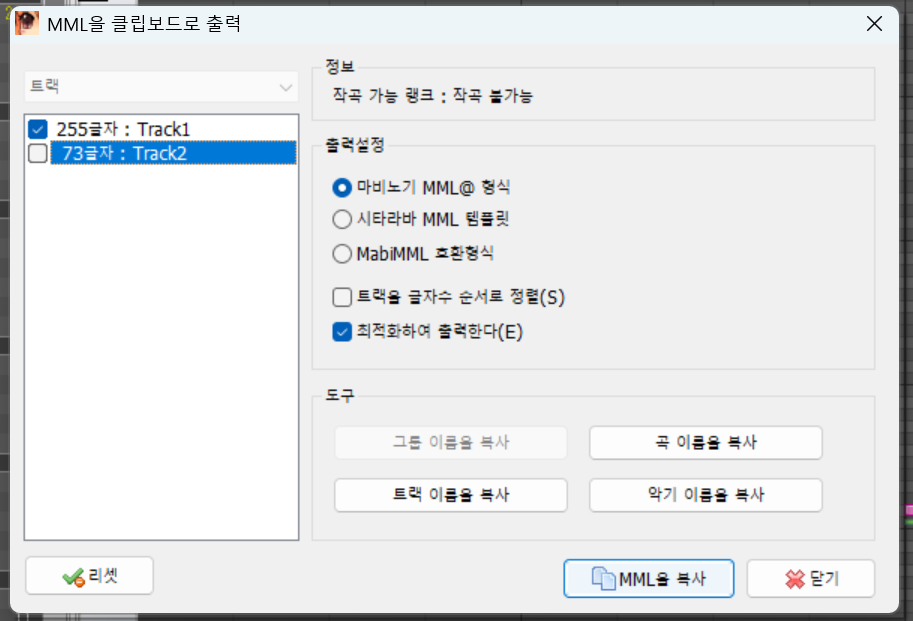 MML을 클립보드로 출력
트랙
255글자 : Track1
73글자 : Track2
정보
작곡 가능 랭크 : 작곡 불가능
출력설정
마비노기 MML@ 형식
시타라바 MML 템플릿
MabiMML 호환형식
트랙을 글자수 순서로 정렬(S)
최적화하여 출력한다(E)
도구
그룹 이름을 복사
곡 이름을 복사
트랙 이름을 복사
악기 이름을 복사
리셋
MML을 복사
닫기